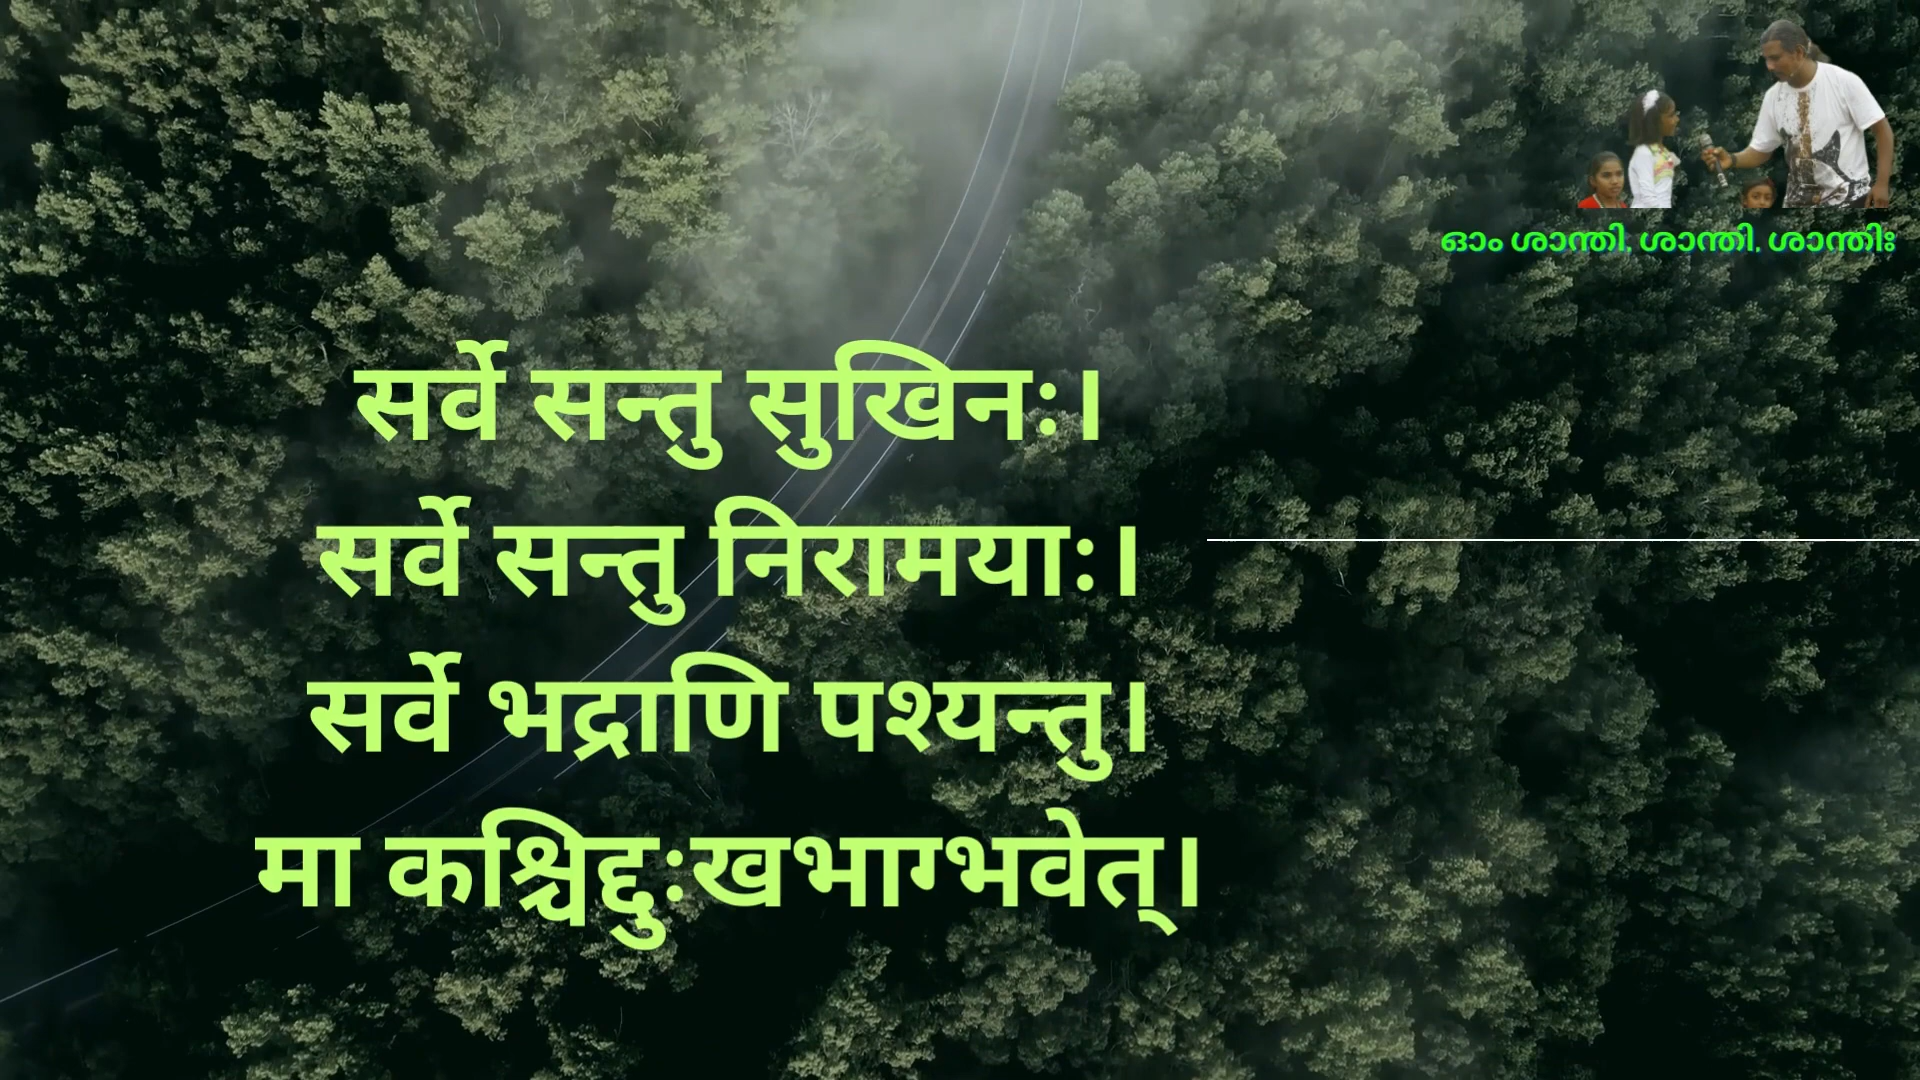 ഓം ശാന്തി. ശാന്തി. ശാന്തിഃ
सर्वे सन्तु सुखिनः।
सर्वे सन्तु निरामयाः।
सर्वे भद्राणि पश्यन्तु।
मा कश्चिद्दुःखभाग्भवेत्।